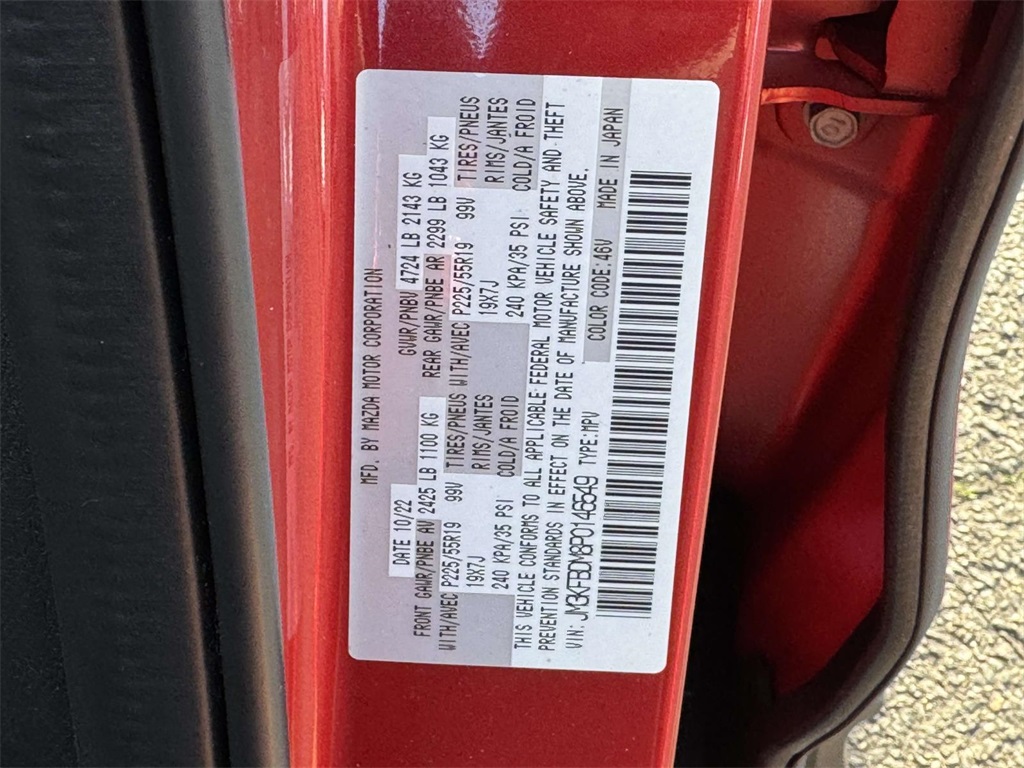 MFD. BY MAZDA MOTOR CORPORATION
DATE 10/22 GVWR/PNBV 4724 LB 2143 KG
FRONT GAWR/PNBE AV 2425 LB 1100 KG REAR GAWR/PNBE AR 2299 LB 1043 KG
WITH/AVEC P225/55R19 99V TIRES/PNEUS WITH/AVEC P225/55R19 99V TIRES/PNEUS
19X7J RIMS/JANTES 19X7J RIMS/JANTES
240 KPA/35 PSI COLD/A FROID 240 KPA/35 PSI COLD/A FROID
THIS VEHICLE CONFORMS TO ALL APPLICABLE FEDERAL MOTOR VEHICLE SAFETY AND THEFT
PREVENTION STANDARDS IN EFFECT ON THE DATE OF MANUFACTURE SHOWN ABOVE.
VIN: JM3KFBDM8P0146549 TYPE:MPV COLOR CODE:46V MADE IN JAPAN
10